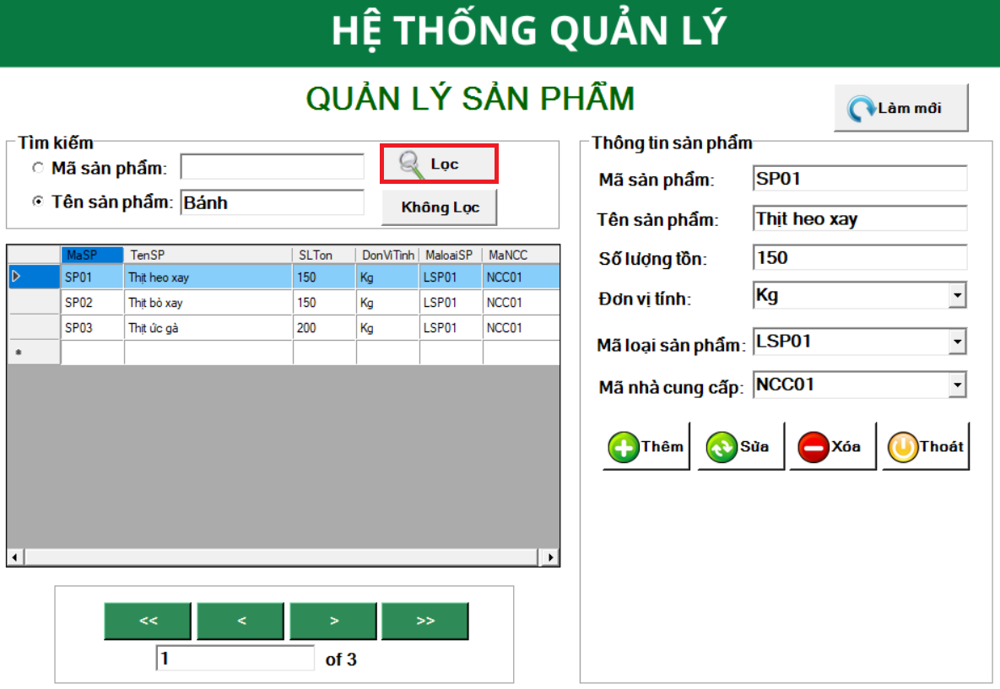 HỆ THỐNG QUẢN LÝ
QUẢN LÝ SẢN PHẨM
Làm mới
Tìm kiếm
Mã sản phẩm:
Lọc
Tên sản phẩm: Bánh
Không Lọc
MaSP TenSP SLTon DonViTinh MaloaiSP MaNCC
SP01 Thịt heo xay 150 Kg LSP01 NCC01
SP02 Thịt bò xay 150 Kg LSP01 NCC01
SP03 Thịt ức gà 200 Kg LSP01 NCC01
*
<< < > >>
1 of 3
Thông tin sản phẩm
Mã sản phẩm: SP01
Tên sản phẩm: Thịt heo xay
Số lượng tồn: 150
Đơn vị tính: Kg
Mã loại sản phẩm: LSP01
Mã nhà cung cấp: NCC01
Thêm Sửa Xóa Thoát